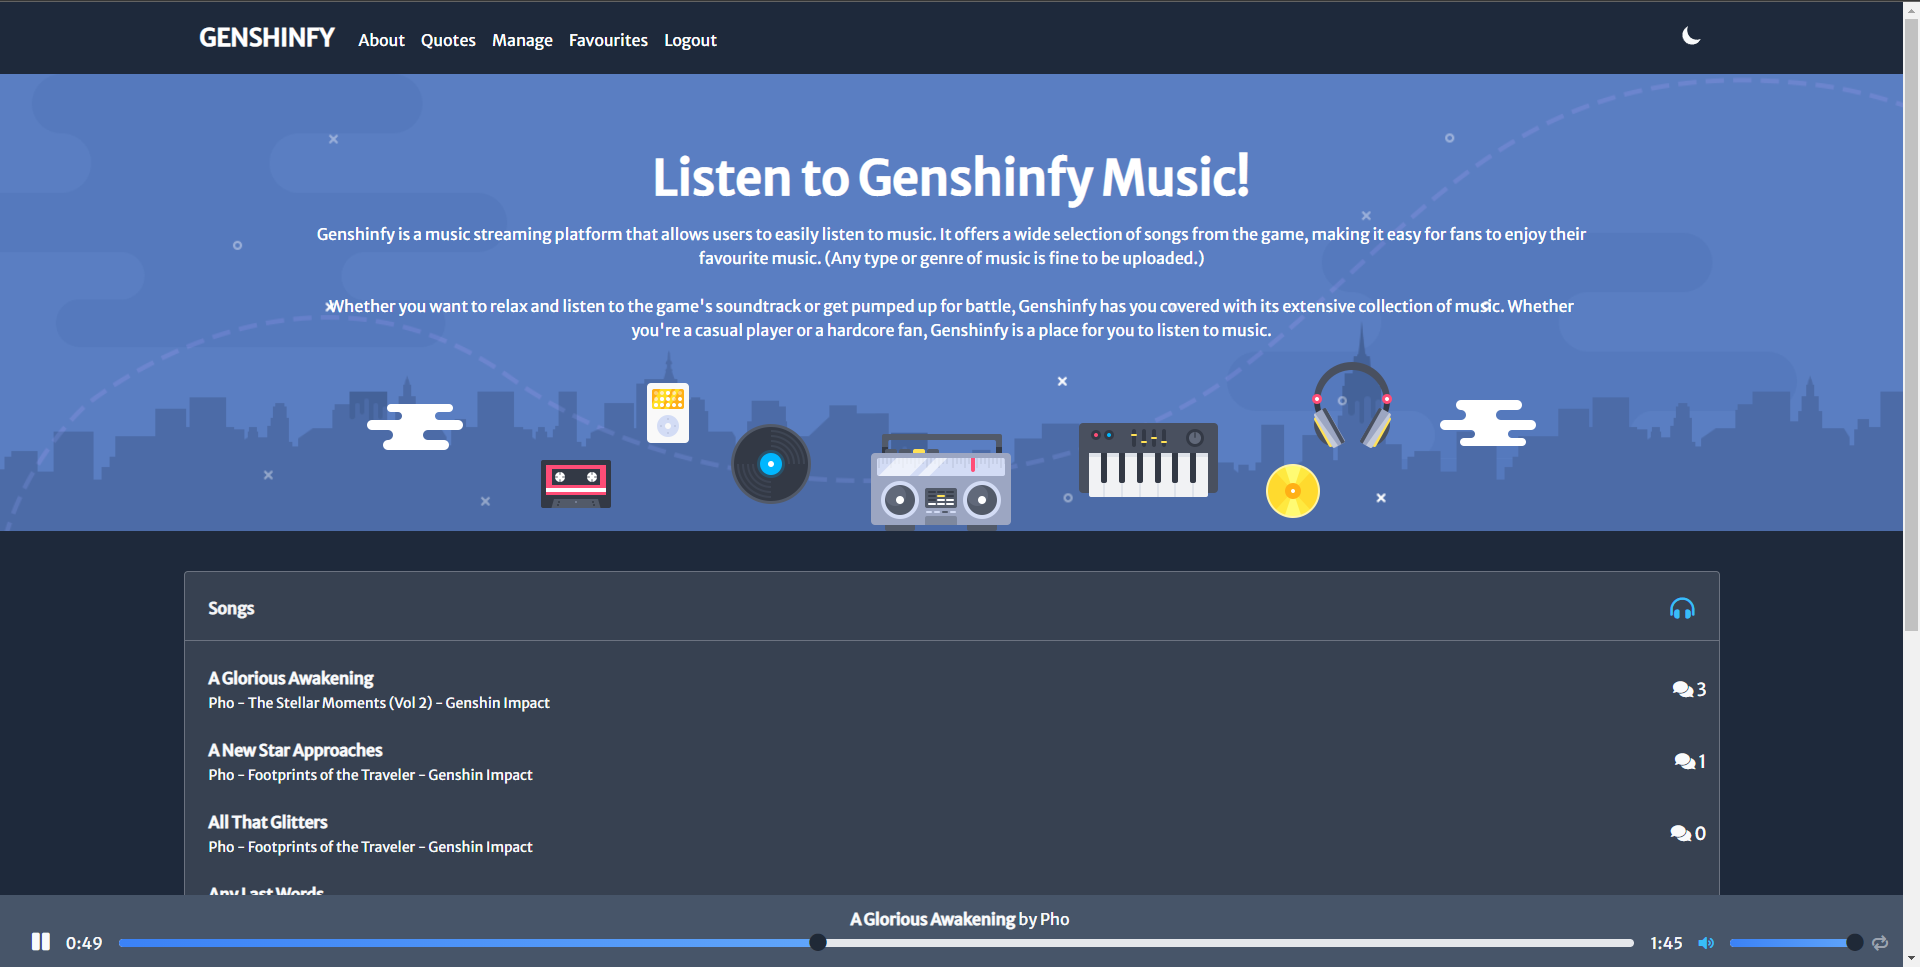 GENSHINFY About Quotes Manage Favourites Logout
Listen to Genshinfy Music!
Genshinfy is a music streaming platform that allows users to easily listen to music. It offers a wide selection of songs from the game, making it easy for fans to enjoy their
favourite music. (Any type or genre of music is fine to be uploaded.)
Whether you want to relax and listen to the game's soundtrack or get pumped up for battle, Genshinfy has you covered with its extensive collection of music. Whether
you're a casual player or a hardcore fan, Genshinfy is a place for you to listen to music.
Songs
A Glorious Awakening
Pho - The Stellar Moments (Vol 2) - Genshin Impact
3
A New Star Approaches
Pho - Footprints of the Traveler - Genshin Impact
1
All That Glitters
Pho - Footprints of the Traveler - Genshin Impact
0
Any Last Words
A Glorious Awakening by Pho
0:49 1:45